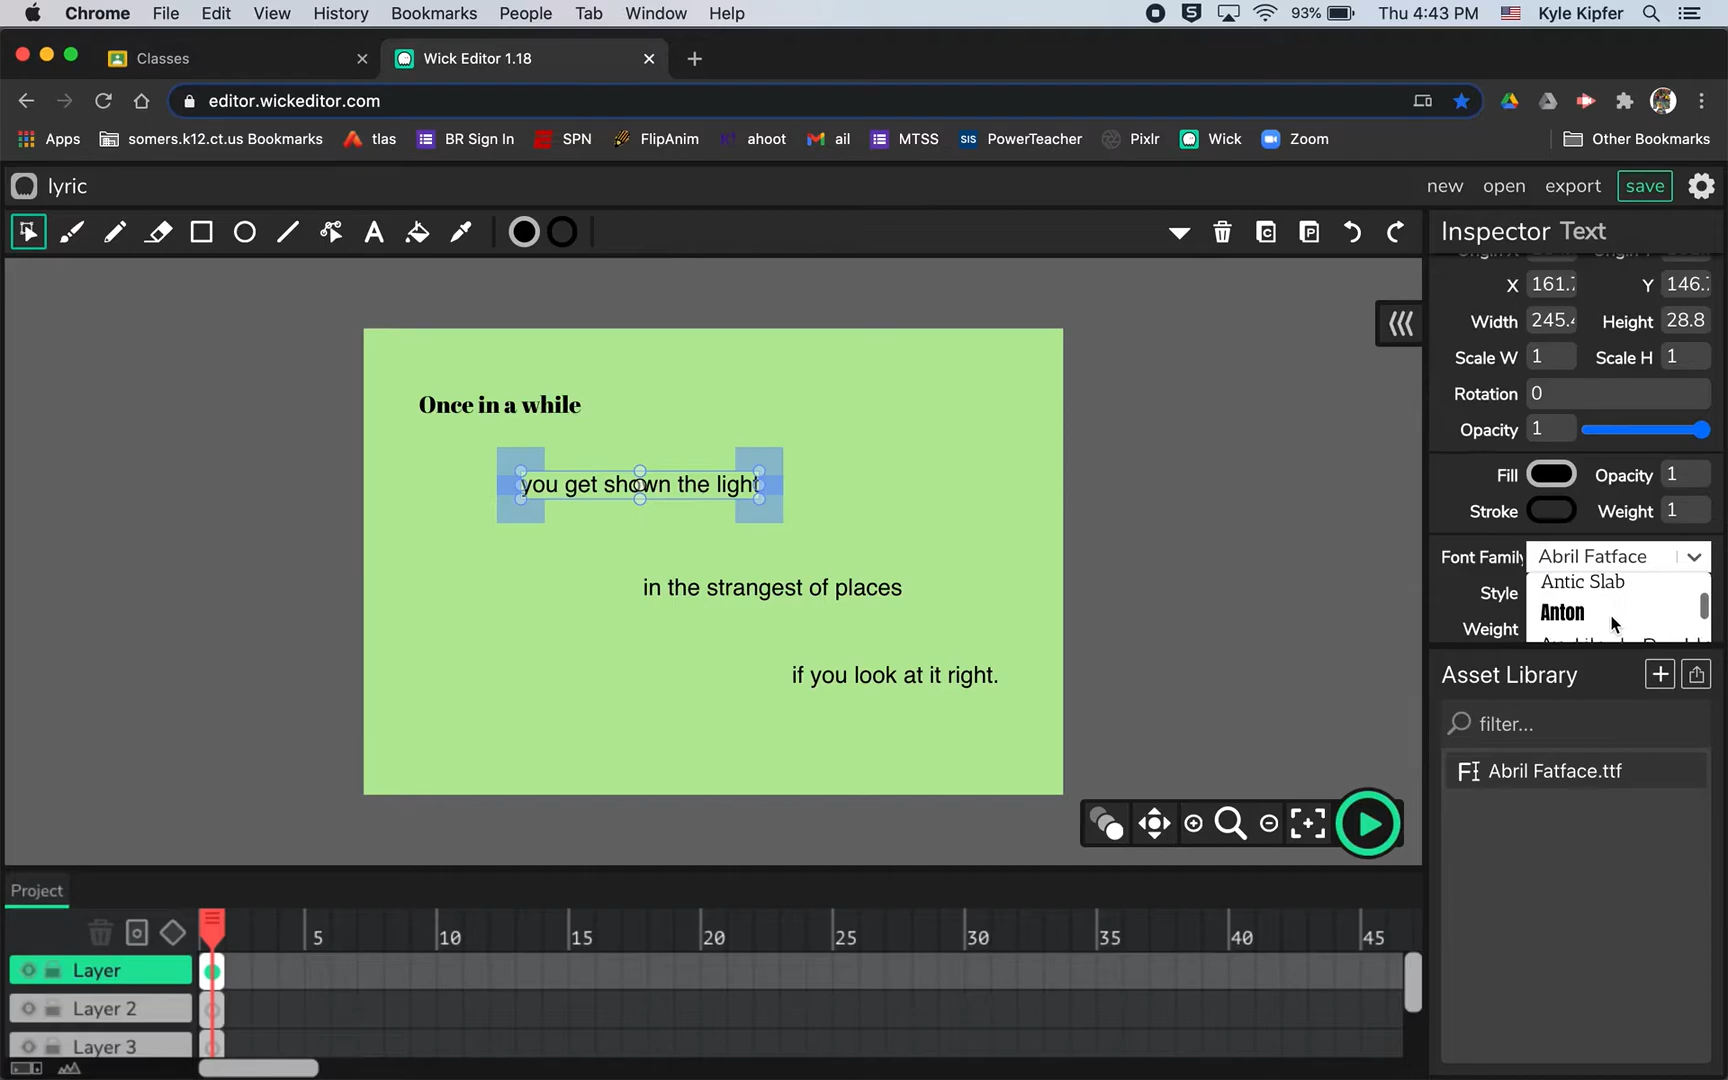 Chrome File Edit View History Bookmarks People Tab Window Help 93% Thu 4:43 PM Kyle Kipfer
Classes Wick Editor 1.18
editor.wickeditor.com
Apps somers.k12.ct.us Bookmarks tlas BR Sign In SPN FlipAnim ahoot ail MTSS SIS PowerTeacher Pixlr Wick Zoom Other Bookmarks
lyric new open export save
Inspector Text
X 161. Y 146.
Width 245. Height 28.8
Scale W 1 Scale H 1
Rotation 0
Opacity 1
Fill Opacity 1
Stroke Weight 1
Font Family Abril Fatface
Style Antic Slab
Anton
Weight
Once in a while
you get shown the light
in the strangest of places
if you look at it right.
Asset Library
filter...
Abril Fatface.ttf
Project
5 10 15 20 25 30 35 40 45
Layer
Layer 2
Layer 3